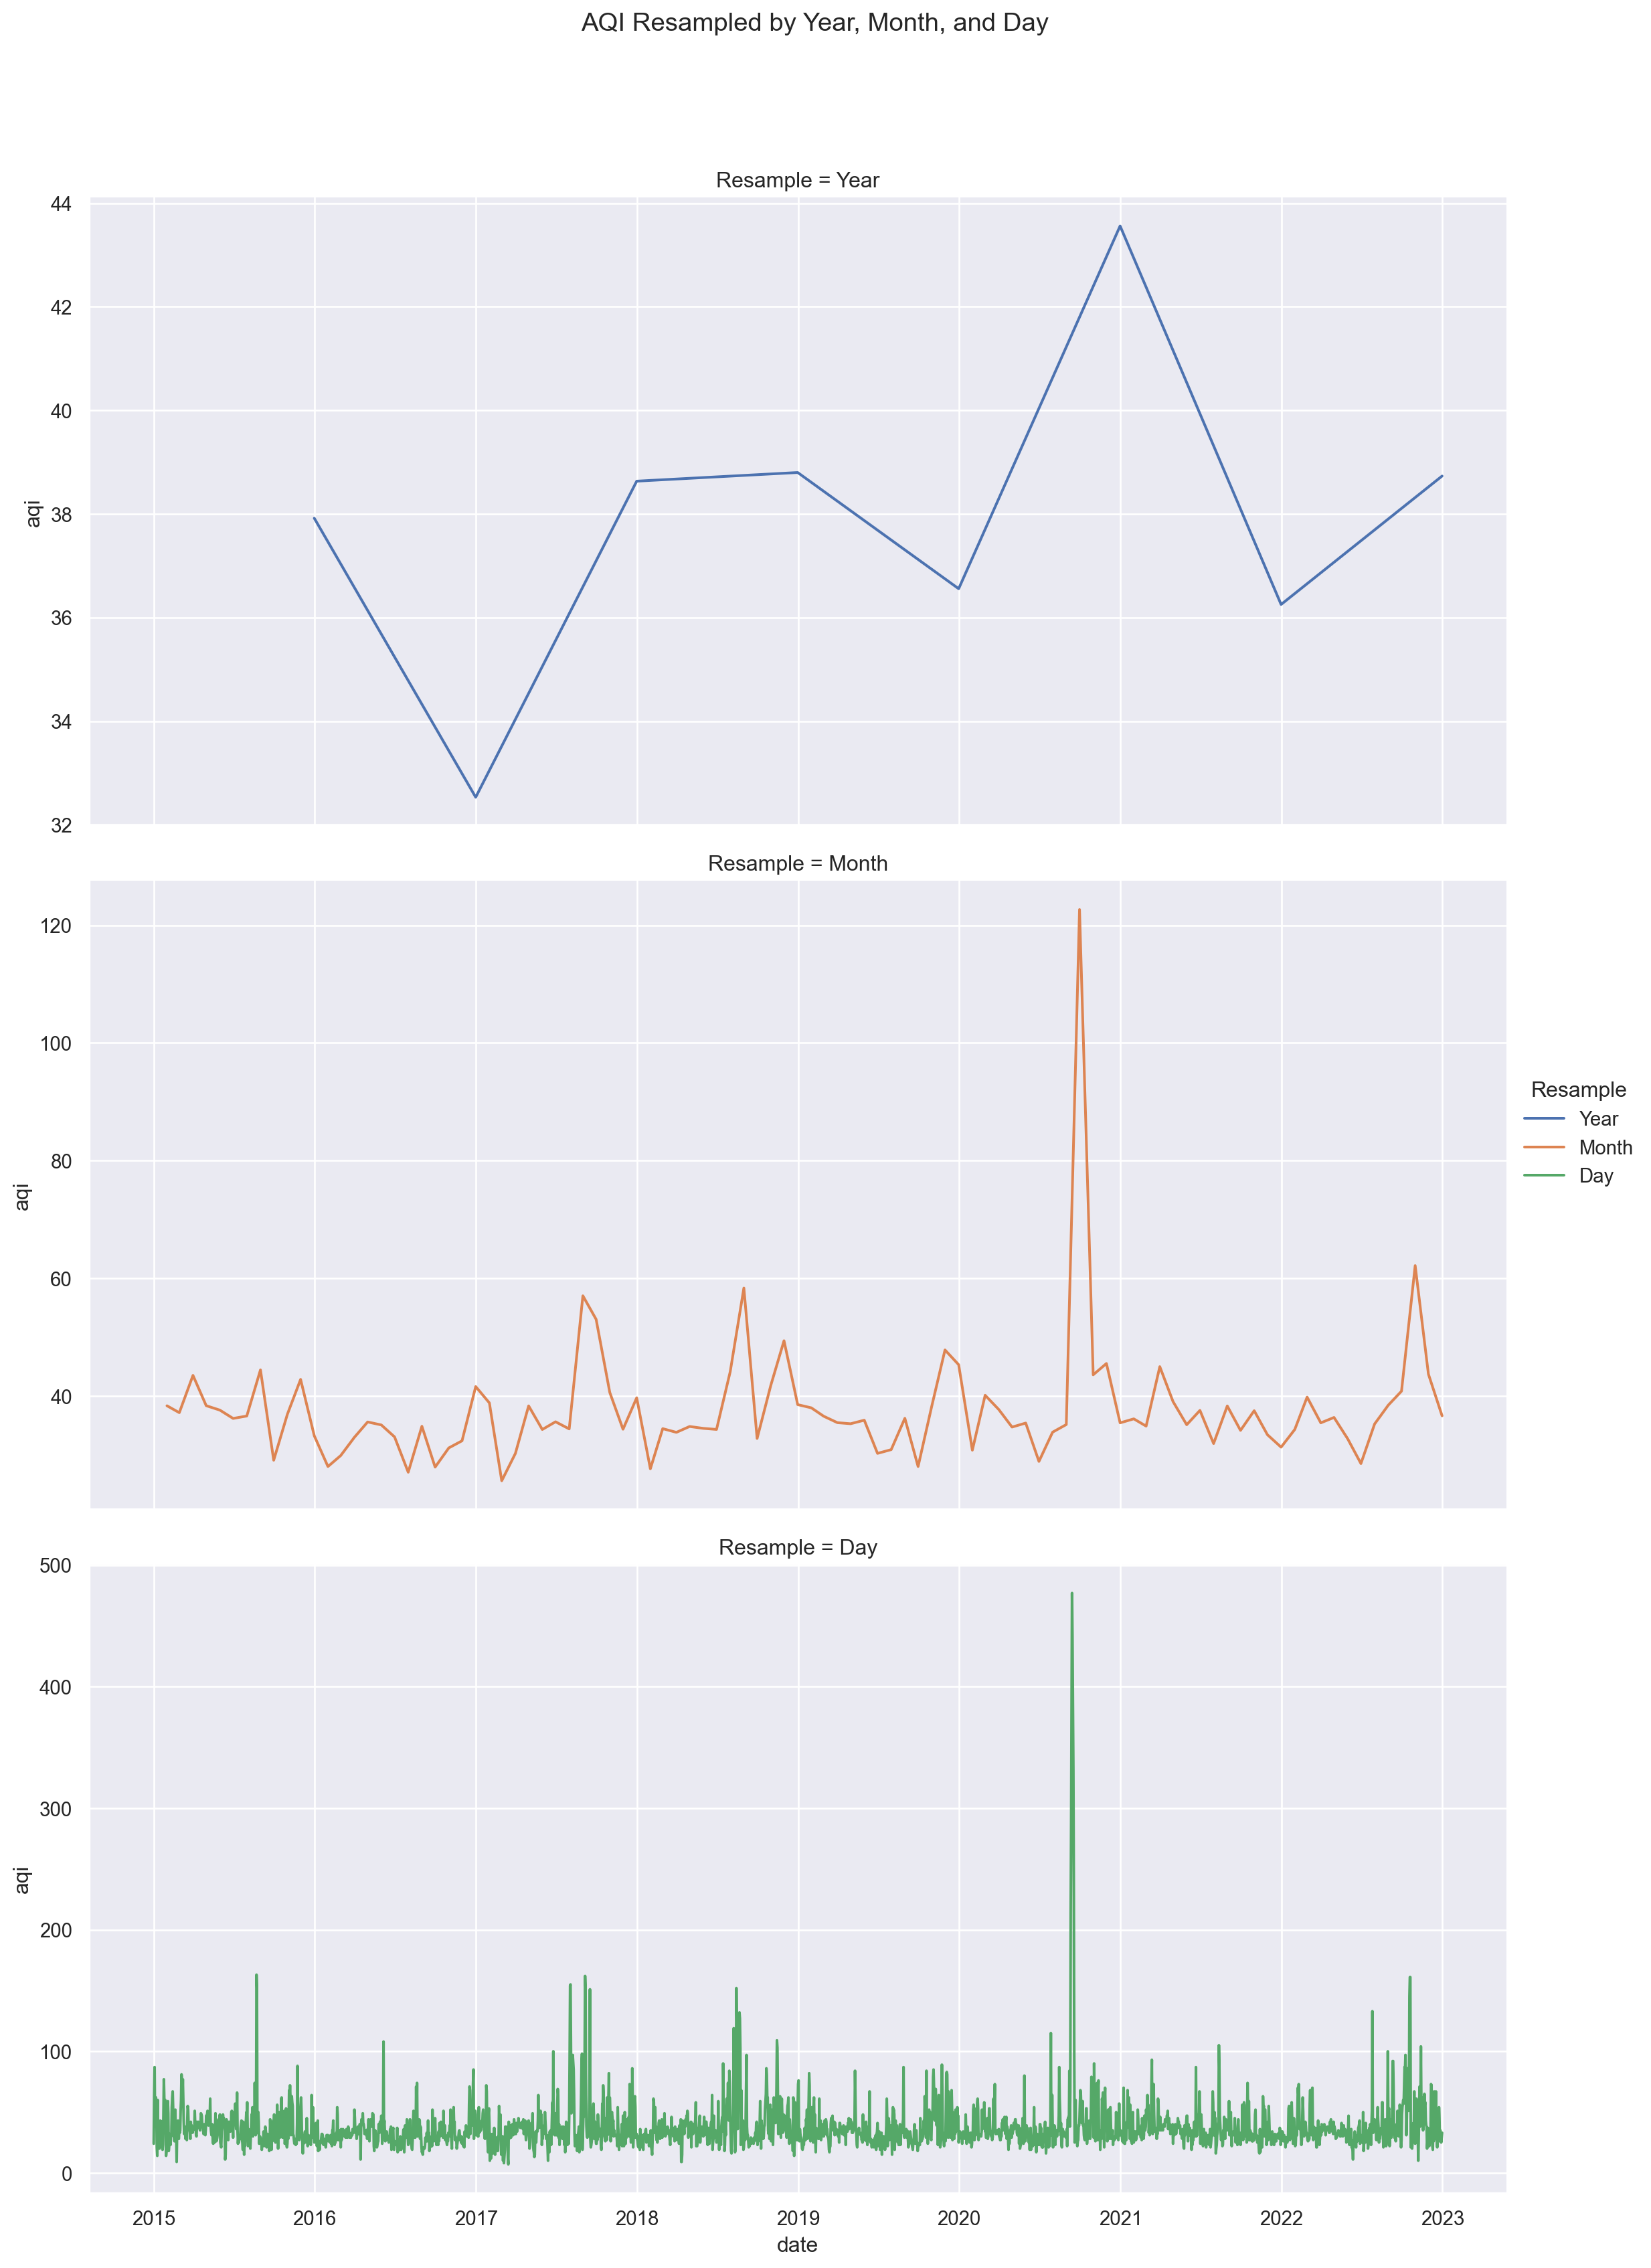 AQI Resampled by Year, Month, and Day
Resample = Year
44
42
40
38
36
34
32
aqi
Resample = Month
120
100
80
60
40
aqi
Resample
Year
Month
Day
Resample = Day
500
400
300
200
100
0
aqi
2015 2016 2017 2018 2019 2020 2021 2022 2023
date